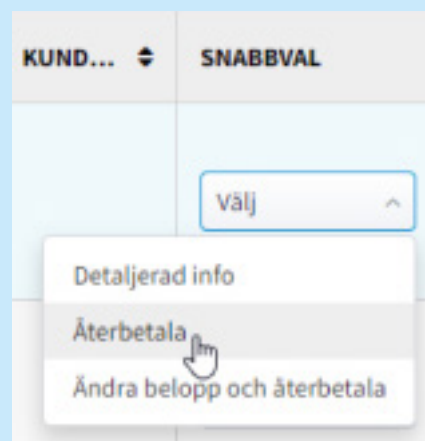 KUND... SNABBVAL
Välj
Detaljerad info
Återbetala
Ändra belopp och återbetala